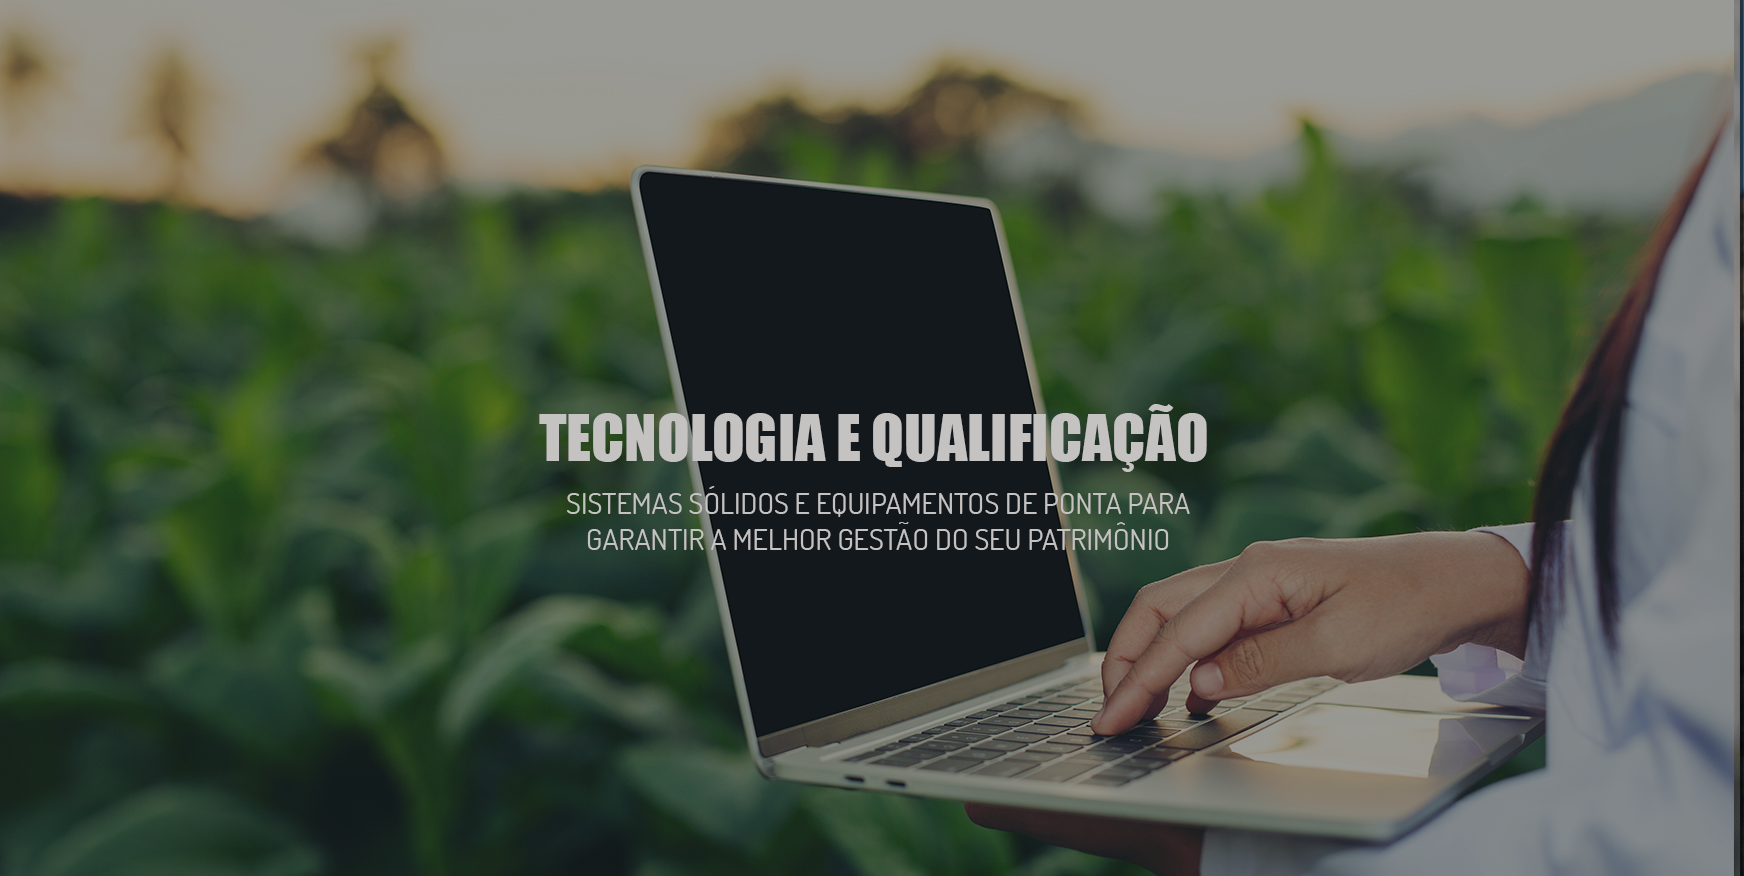 TECNOLOGIA E QUALIFICAÇÃO
SISTEMAS SÓLIDOS E EQUIPAMENTOS DE PONTA PARA
GARANTIR A MELHOR GESTÃO DO SEU PATRIMÔNIO